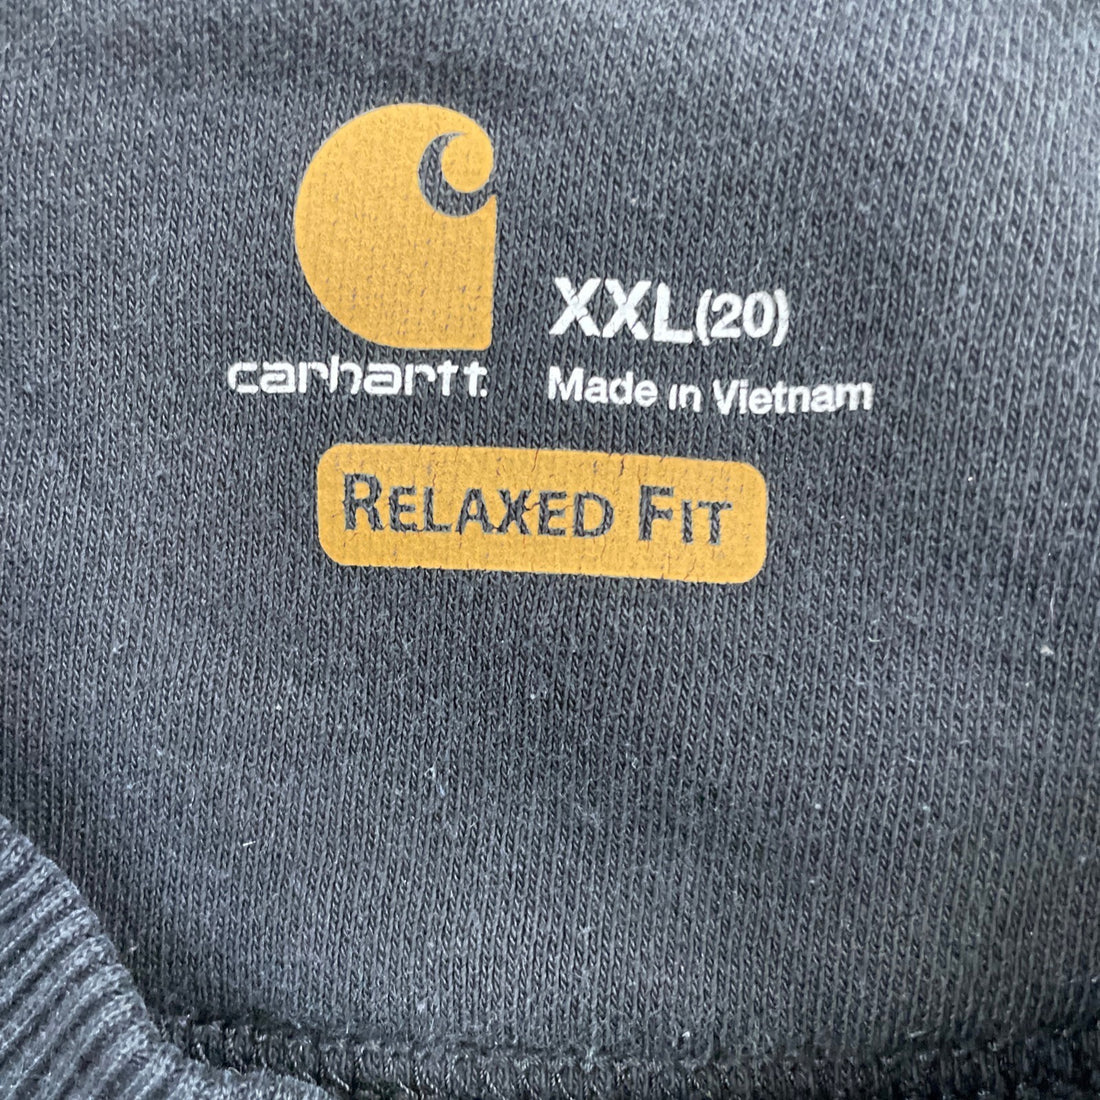 XXL(20)
carhartt.
Made in Vietnam
RELAXED FIT